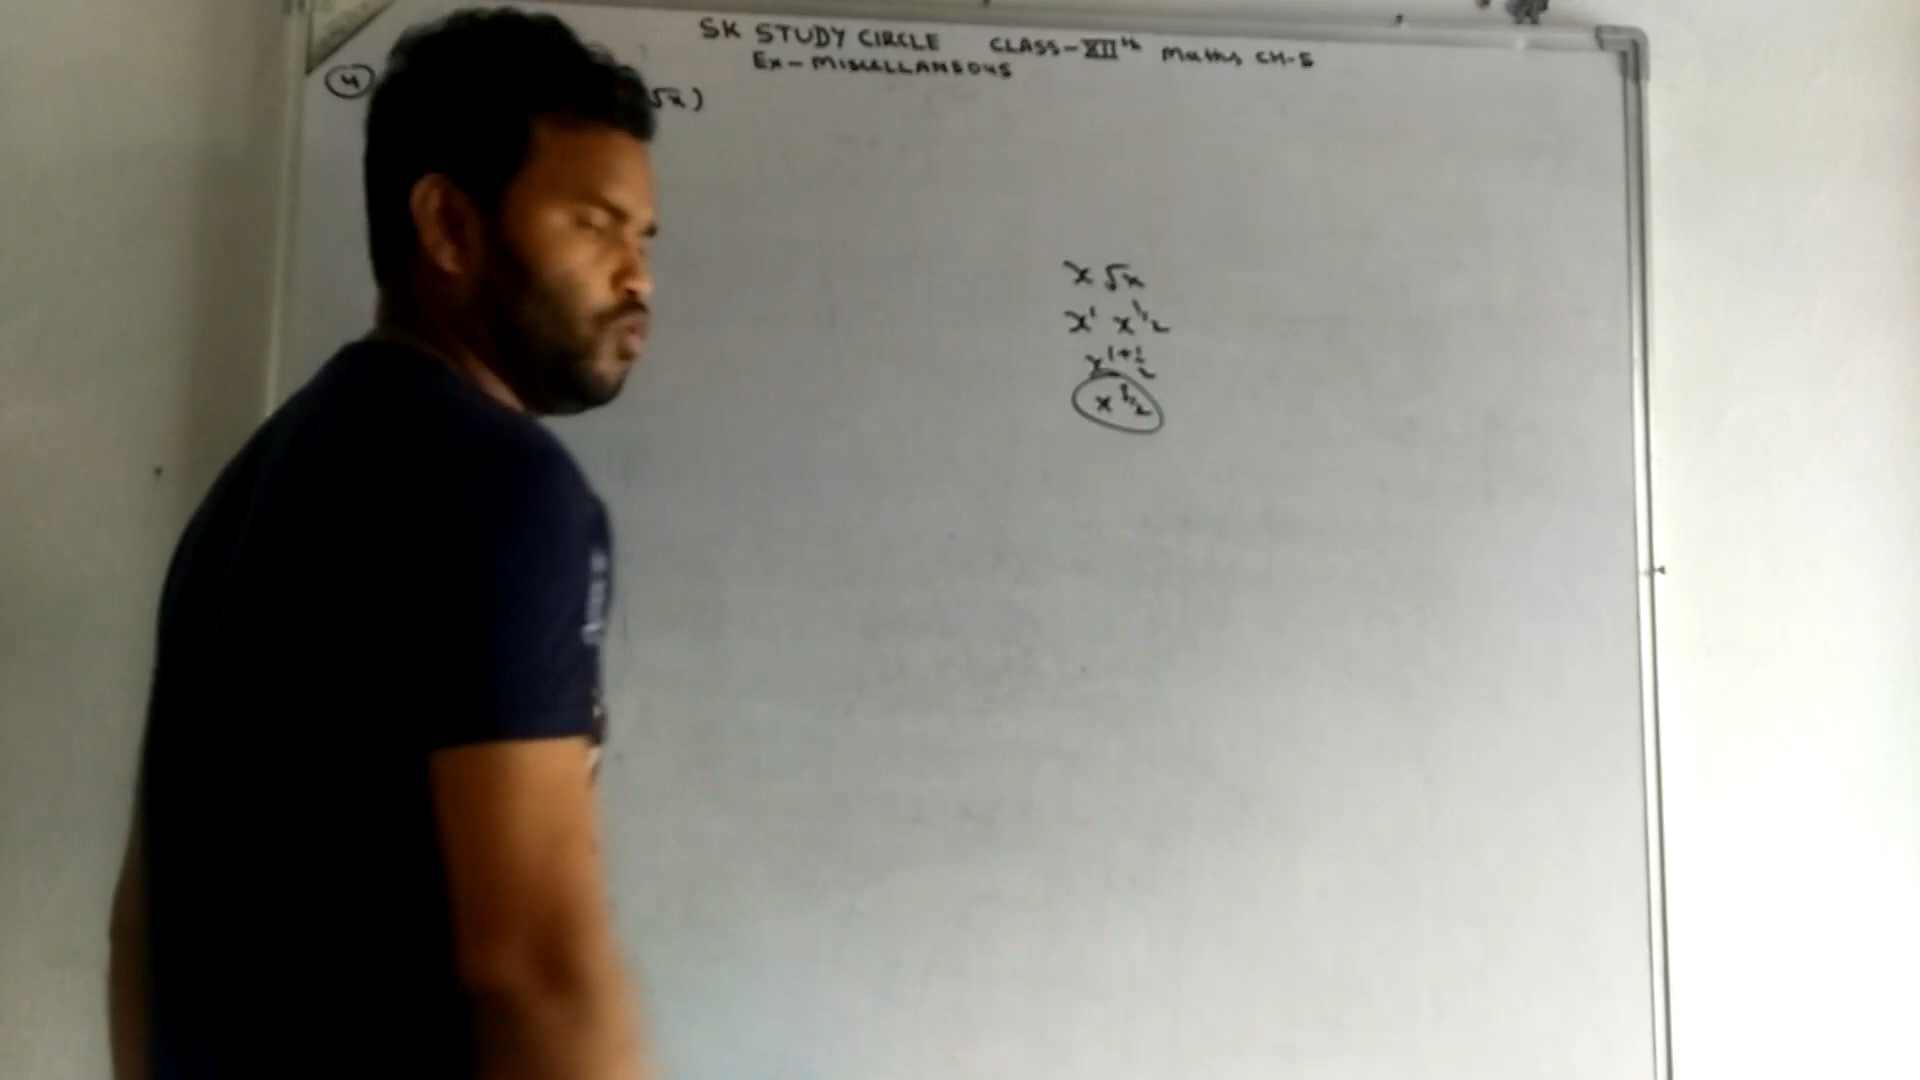 SK STUDY CIRCLE CLASS-XIIth Maths CH-5
Ex-MISCELLANEOUS
4 √x)
x √x
x¹ x^1/2
x^1+1/2
x^3/2